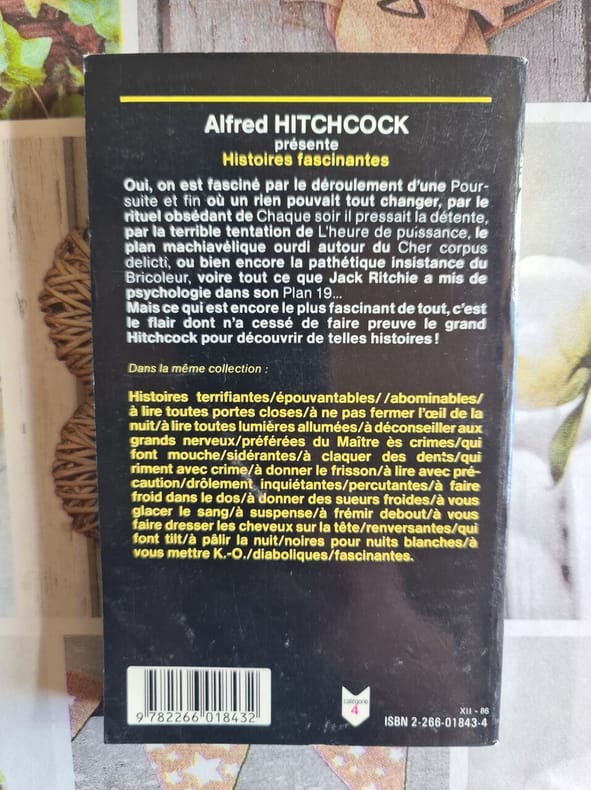 Alfred HITCHCOCK
présente
Histoires fascinantes
Oui, on est fasciné par le déroulement d'une Pour-
suite et fin où un rien pouvait tout changer, par le
rituel obsédant de Chaque soir il pressait la détente,
par la terrible tentation de L'heure de puissance, le
plan machiavélique ourdi autour du Cher corpus
delicti, ou bien encore la pathétique insistance du
Bricoleur, voire tout ce que Jack Ritchie a mis de
psychologie dans son Plan 19...
Mais ce qui est encore le plus fascinant de tout, c'est
le flair dont n'a cessé de faire preuve le grand
Hitchcock pour découvrir de telles histoires !
Dans la même collection :
Histoires terrifiantes/épouvantables/ /abominables/
à lire toutes portes closes/à ne pas fermer l'œil de la
nuit/à lire toutes lumières allumées/à déconseiller aux
grands nerveux/préférées du Maître ès crimes/qui
font mouche/sidérantes/à claquer des dents/qui
riment avec crime/à donner le frisson/à lire avec pré-
caution/drôlement inquiétantes/percutantes/à faire
froid dans le dos/à donner des sueurs froides/à vous
glacer le sang/à suspense/à frémir debout/à vous
faire dresser les cheveux sur la tête/renversantes/qui
font tilt/à pâlir la nuit/noires pour nuits blanches/à
vous mettre K.-O./diaboliques/fascinantes.
catégorie
4
XII - 86
ISBN 2-266-01843-4
9 782266 018432